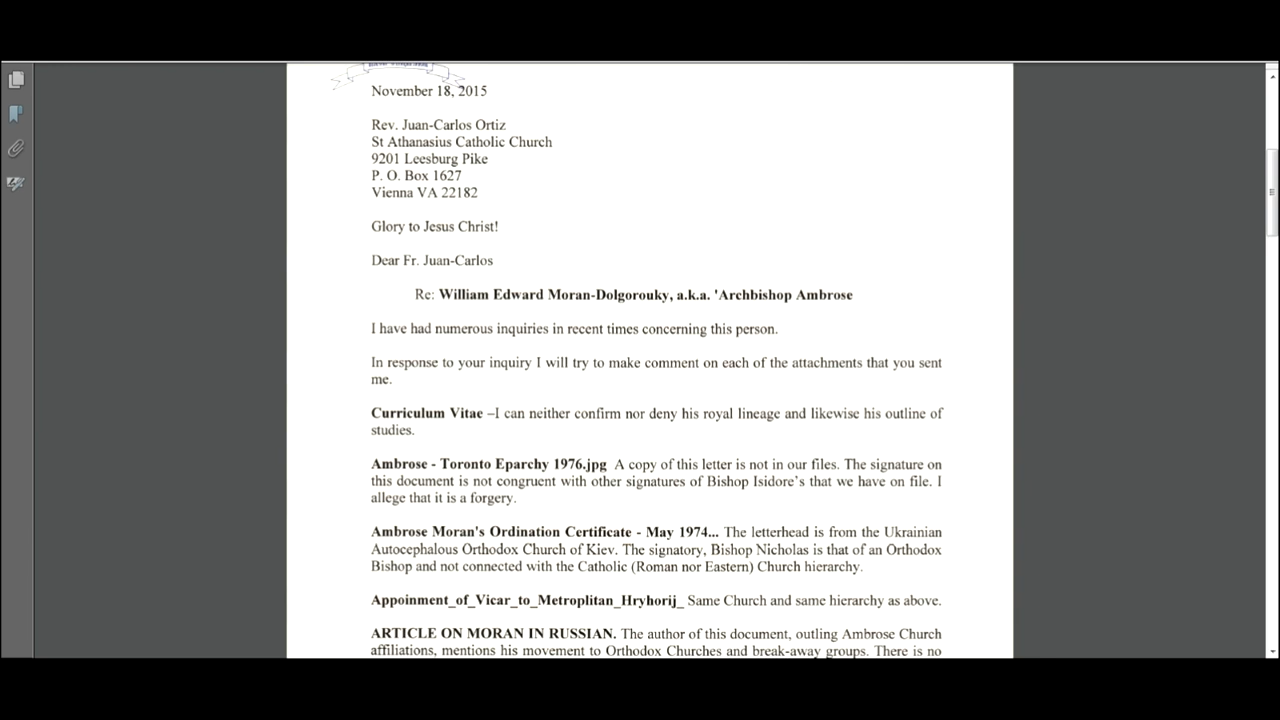 November 18, 2015
Rev. Juan-Carlos Ortiz
St Athanasius Catholic Church
9201 Leesburg Pike
P. O. Box 1627
Vienna VA 22182
Glory to Jesus Christ!
Dear Fr. Juan-Carlos
Re: William Edward Moran-Dolgorouky, a.k.a. 'Archbishop Ambrose
I have had numerous inquiries in recent times concerning this person.
In response to your inquiry I will try to make comment on each of the attachments that you sent
me.
Curriculum Vitae –I can neither confirm nor deny his royal lineage and likewise his outline of
studies.
Ambrose - Toronto Eparchy 1976.jpg A copy of this letter is not in our files. The signature on
this document is not congruent with other signatures of Bishop Isidore's that we have on file. I
allege that it is a forgery.
Ambrose Moran's Ordination Certificate - May 1974... The letterhead is from the Ukrainian
Autocephalous Orthodox Church of Kiev. The signatory, Bishop Nicholas is that of an Orthodox
Bishop and not connected with the Catholic (Roman nor Eastern) Church hierarchy.
Appoinment_of_Vicar_to_Metroplitan_Hryhorij_ Same Church and same hierarchy as above.
ARTICLE ON MORAN IN RUSSIAN. The author of this document, outling Ambrose Church
affiliations, mentions his movement to Orthodox Churches and break-away groups. There is no